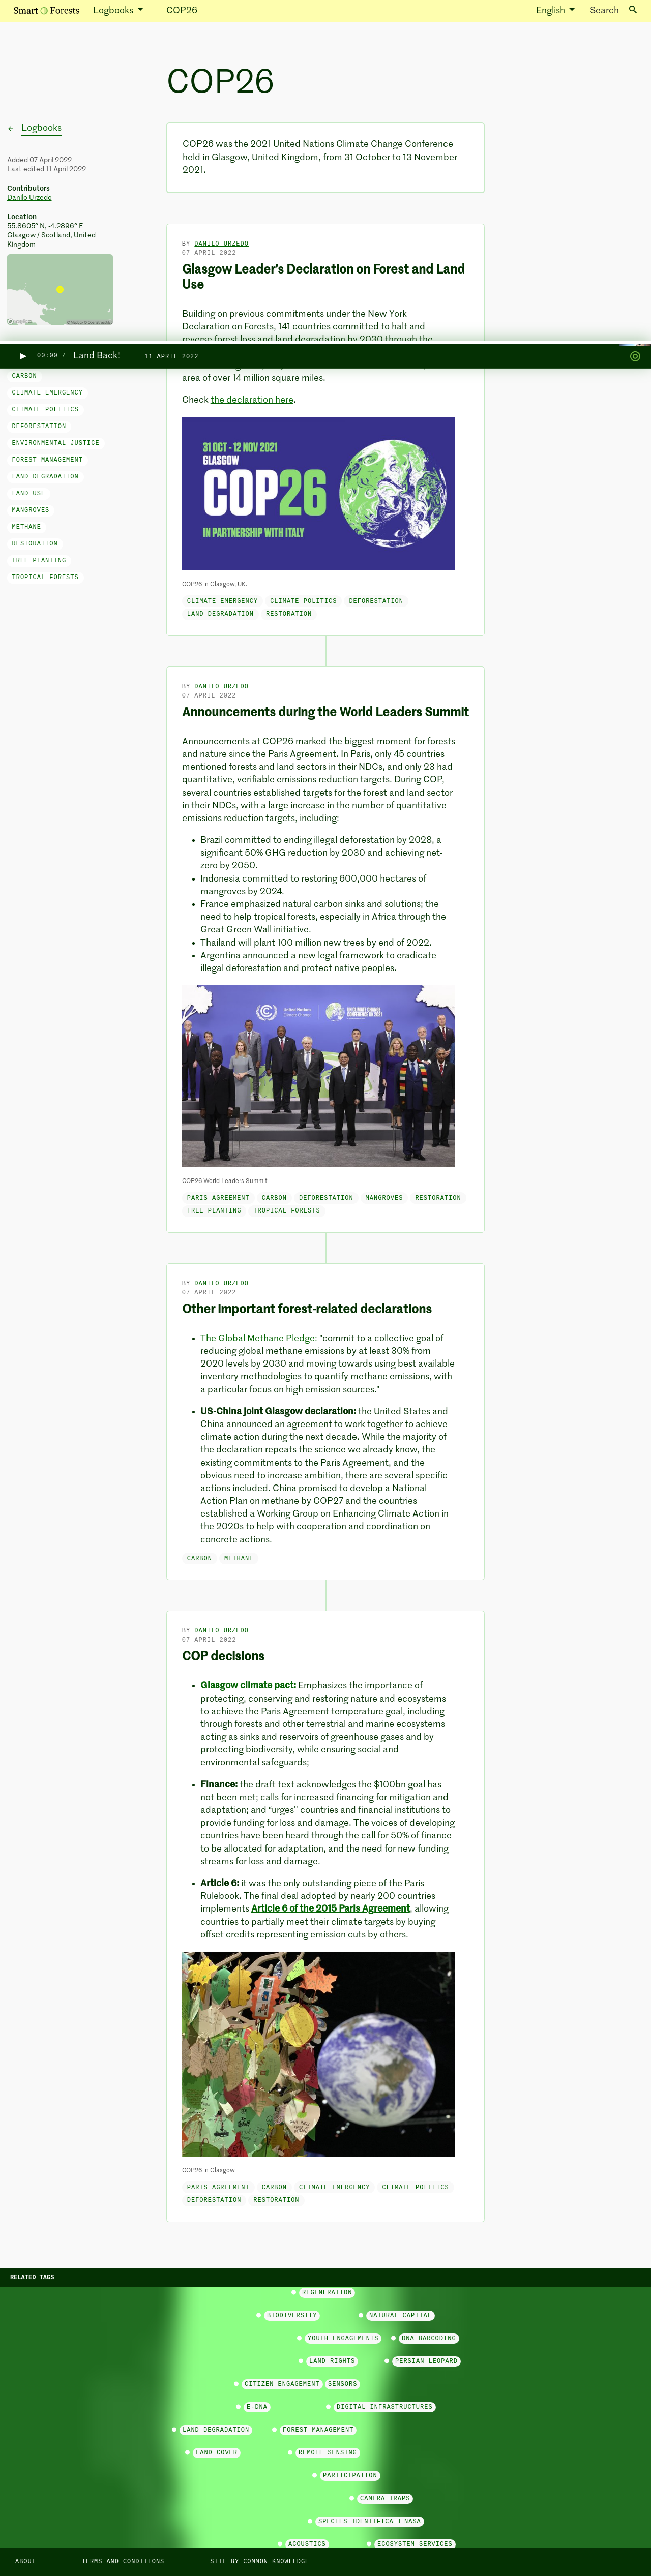 Smart Forests
Logbooks
COP26
English
Search
COP26
← Logbooks
Added 07 April 2022
Last edited 11 April 2022
Contributors
Danilo Urzedo
Location
55.8605° N, -4.2896° E
Glasgow / Scotland, United
Kingdom
COP26 was the 2021 United Nations Climate Change Conference
held in Glasgow, United Kingdom, from 31 October to 13 November
2021.
BY DANILO URZEDO
07 APRIL 2022
Glasgow Leader's Declaration on Forest and Land
Use
Building on previous commitments under the New York
Declaration on Forests, 141 countries committed to halt and
reverse forest loss and land degradation by 2030 through the
▶ 00:00 / Land Back! 11 APRIL 2022
area of over 14 million square miles.
Check the declaration here.
31 OCT - 12 NOV 2021
GLASGOW
COP26
IN PARTNERSHIP WITH ITALY
COP26 in Glasgow, UK.
CLIMATE EMERGENCY CLIMATE POLITICS DEFORESTATION
LAND DEGRADATION RESTORATION
CARBON
CLIMATE EMERGENCY
CLIMATE POLITICS
DEFORESTATION
ENVIRONMENTAL JUSTICE
FOREST MANAGEMENT
LAND DEGRADATION
LAND USE
MANGROVES
METHANE
RESTORATION
TREE PLANTING
TROPICAL FORESTS
BY DANILO URZEDO
07 APRIL 2022
Announcements during the World Leaders Summit
Announcements at COP26 marked the biggest moment for forests
and nature since the Paris Agreement. In Paris, only 45 countries
mentioned forests and land sectors in their NDCs, and only 23 had
quantitative, verifiable emissions reduction targets. During COP,
several countries established targets for the forest and land sector
in their NDCs, with a large increase in the number of quantitative
emissions reduction targets, including:
• Brazil committed to ending illegal deforestation by 2028, a
significant 50% GHG reduction by 2030 and achieving net-
zero by 2050.
• Indonesia committed to restoring 600,000 hectares of
mangroves by 2024.
• France emphasized natural carbon sinks and solutions; the
need to help tropical forests, especially in Africa through the
Great Green Wall initiative.
• Thailand will plant 100 million new trees by end of 2022.
• Argentina announced a new legal framework to eradicate
illegal deforestation and protect native peoples.
United Nations
Climate Change
UN CLIMATE CHANGE
CONFERENCE
UK 2021
COP26 World Leaders Summit
PARIS AGREEMENT CARBON DEFORESTATION MANGROVES RESTORATION
TREE PLANTING TROPICAL FORESTS
BY DANILO URZEDO
07 APRIL 2022
Other important forest-related declarations
• The Global Methane Pledge: "commit to a collective goal of
reducing global methane emissions by at least 30% from
2020 levels by 2030 and moving towards using best available
inventory methodologies to quantify methane emissions, with
a particular focus on high emission sources."
• US-China joint Glasgow declaration: the United States and
China announced an agreement to work together to achieve
climate action during the next decade. While the majority of
the declaration repeats the science we already know, the
existing commitments to the Paris Agreement, and the
obvious need to increase ambition, there are several specific
actions included. China promised to develop a National
Action Plan on methane by COP27 and the countries
established a Working Group on Enhancing Climate Action in
the 2020s to help with cooperation and coordination on
concrete actions.
CARBON METHANE
BY DANILO URZEDO
07 APRIL 2022
COP decisions
• Glasgow climate pact: Emphasizes the importance of
protecting, conserving and restoring nature and ecosystems
to achieve the Paris Agreement temperature goal, including
through forests and other terrestrial and marine ecosystems
acting as sinks and reservoirs of greenhouse gases and by
protecting biodiversity, while ensuring social and
environmental safeguards;
• Finance: the draft text acknowledges the $100bn goal has
not been met; calls for increased financing for mitigation and
adaptation; and "urges" countries and financial institutions to
provide funding for loss and damage. The voices of developing
countries have been heard through the call for 50% of finance
to be allocated for adaptation, and the need for new funding
streams for loss and damage.
• Article 6: it was the only outstanding piece of the Paris
Rulebook. The final deal adopted by nearly 200 countries
implements Article 6 of the 2015 Paris Agreement, allowing
countries to partially meet their climate targets by buying
offset credits representing emission cuts by others.
COP26 in Glasgow
PARIS AGREEMENT CARBON CLIMATE EMERGENCY CLIMATE POLITICS
DEFORESTATION RESTORATION
RELATED TAGS
REGENERATION
BIODIVERSITY NATURAL CAPITAL
YOUTH ENGAGEMENTS DNA BARCODING
LAND RIGHTS PERSIAN LEOPARD
CITIZEN ENGAGEMENT SENSORS
E-DNA DIGITAL INFRASTRUCTURES
LAND DEGRADATION FOREST MANAGEMENT
LAND COVER REMOTE SENSING
PARTICIPATION
CAMERA TRAPS
SPECIES NASA
ACOUSTICS ECOSYSTEM SERVICES
ABOUT TERMS AND CONDITIONS SITE BY COMMON KNOWLEDGE